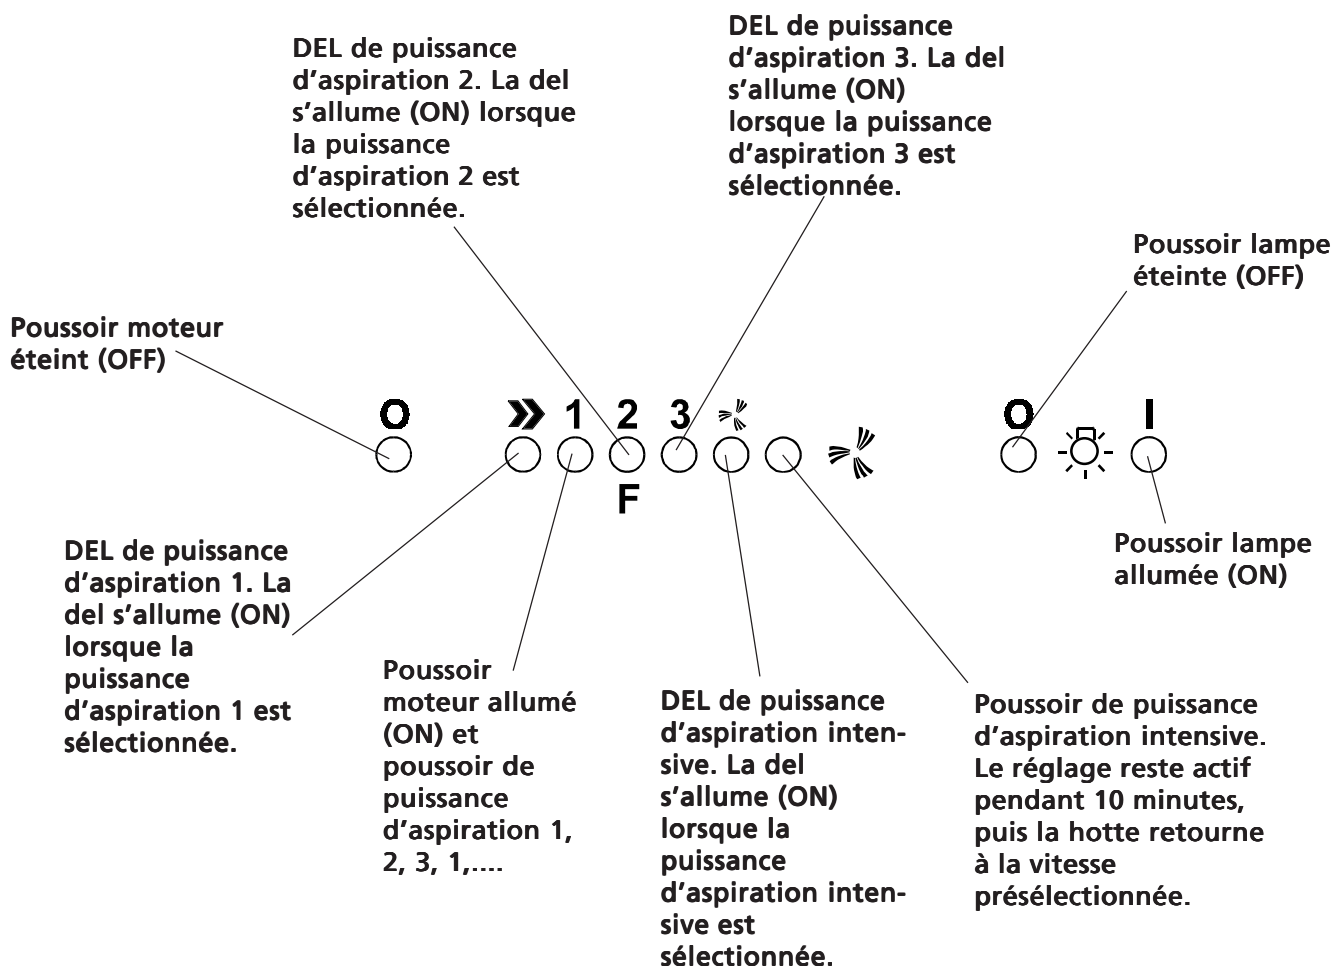 DEL de puissance
d'aspiration 2. La del
s'allume (ON) lorsque
la puissance
d'aspiration 2 est
sélectionnée.
DEL de puissance
d'aspiration 3. La del
s'allume (ON)
lorsque la puissance
d'aspiration 3 est
sélectionnée.
Poussoir lampe
éteinte (OFF)
Poussoir moteur
éteint (OFF)
O 1 2 3 O I
F
DEL de puissance
d'aspiration 1. La
del s'allume (ON)
lorsque la
puissance
d'aspiration 1 est
sélectionnée.
Poussoir
moteur allumé
(ON) et
poussoir de
puissance
d'aspiration 1,
2, 3, 1,....
DEL de puissance
d'aspiration inten-
sive. La del
s'allume (ON)
lorsque la
puissance
d'aspiration inten-
sive est
sélectionnée.
Poussoir de puissance
d'aspiration intensive.
Le réglage reste actif
pendant 10 minutes,
puis la hotte retourne
à la vitesse
présélectionnée.
Poussoir lampe
allumée (ON)